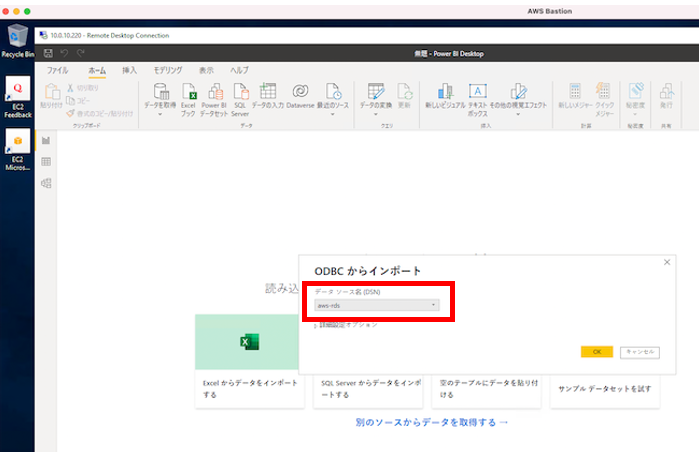 AWS Bastion
10.0.10.220 - Remote Desktop Connection
Recycle Bin
無題 - Power BI Desktop
ファイル ホーム 挿入 モデリング 表示 ヘルプ
EC2
Feedback
EC2
Micros...
貼り付け
切り取り
コピー
書式のコピー/貼り付け
クリップボード
データを取得
Excel
ブック
Power BI
データセット
SQL
Server
データの入力
Dataverse
最近のソース
データ
データの変換
更新
クエリ
新しいビジュアル
テキスト
ボックス
その他の視覚エフェクト
挿入
新しいメジャー
クイック
メジャー
計算
秘密度
秘密度
発行
共有
ODBC からインポート
データ ソース名 (DSN)
aws-rds
詳細設定オプション
OK
キャンセル
読み込
Excel からデータをインポート
する
SQL Server からデータをインポ
ートする
空のテーブルにデータを貼り付
ける
サンプル データセットを試す
別のソースからデータを取得する →